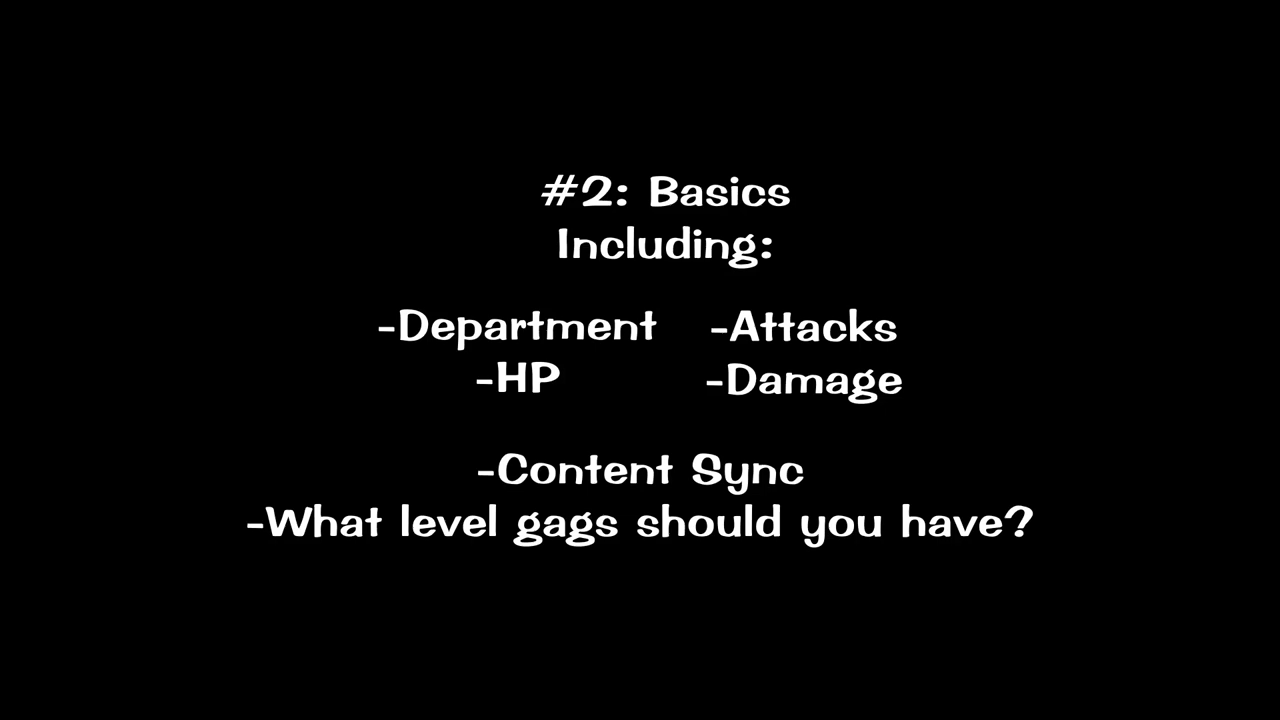 #2: Basics
Including:
-Department -Attacks
-HP -Damage
-Content Sync
-What level gags should you have?